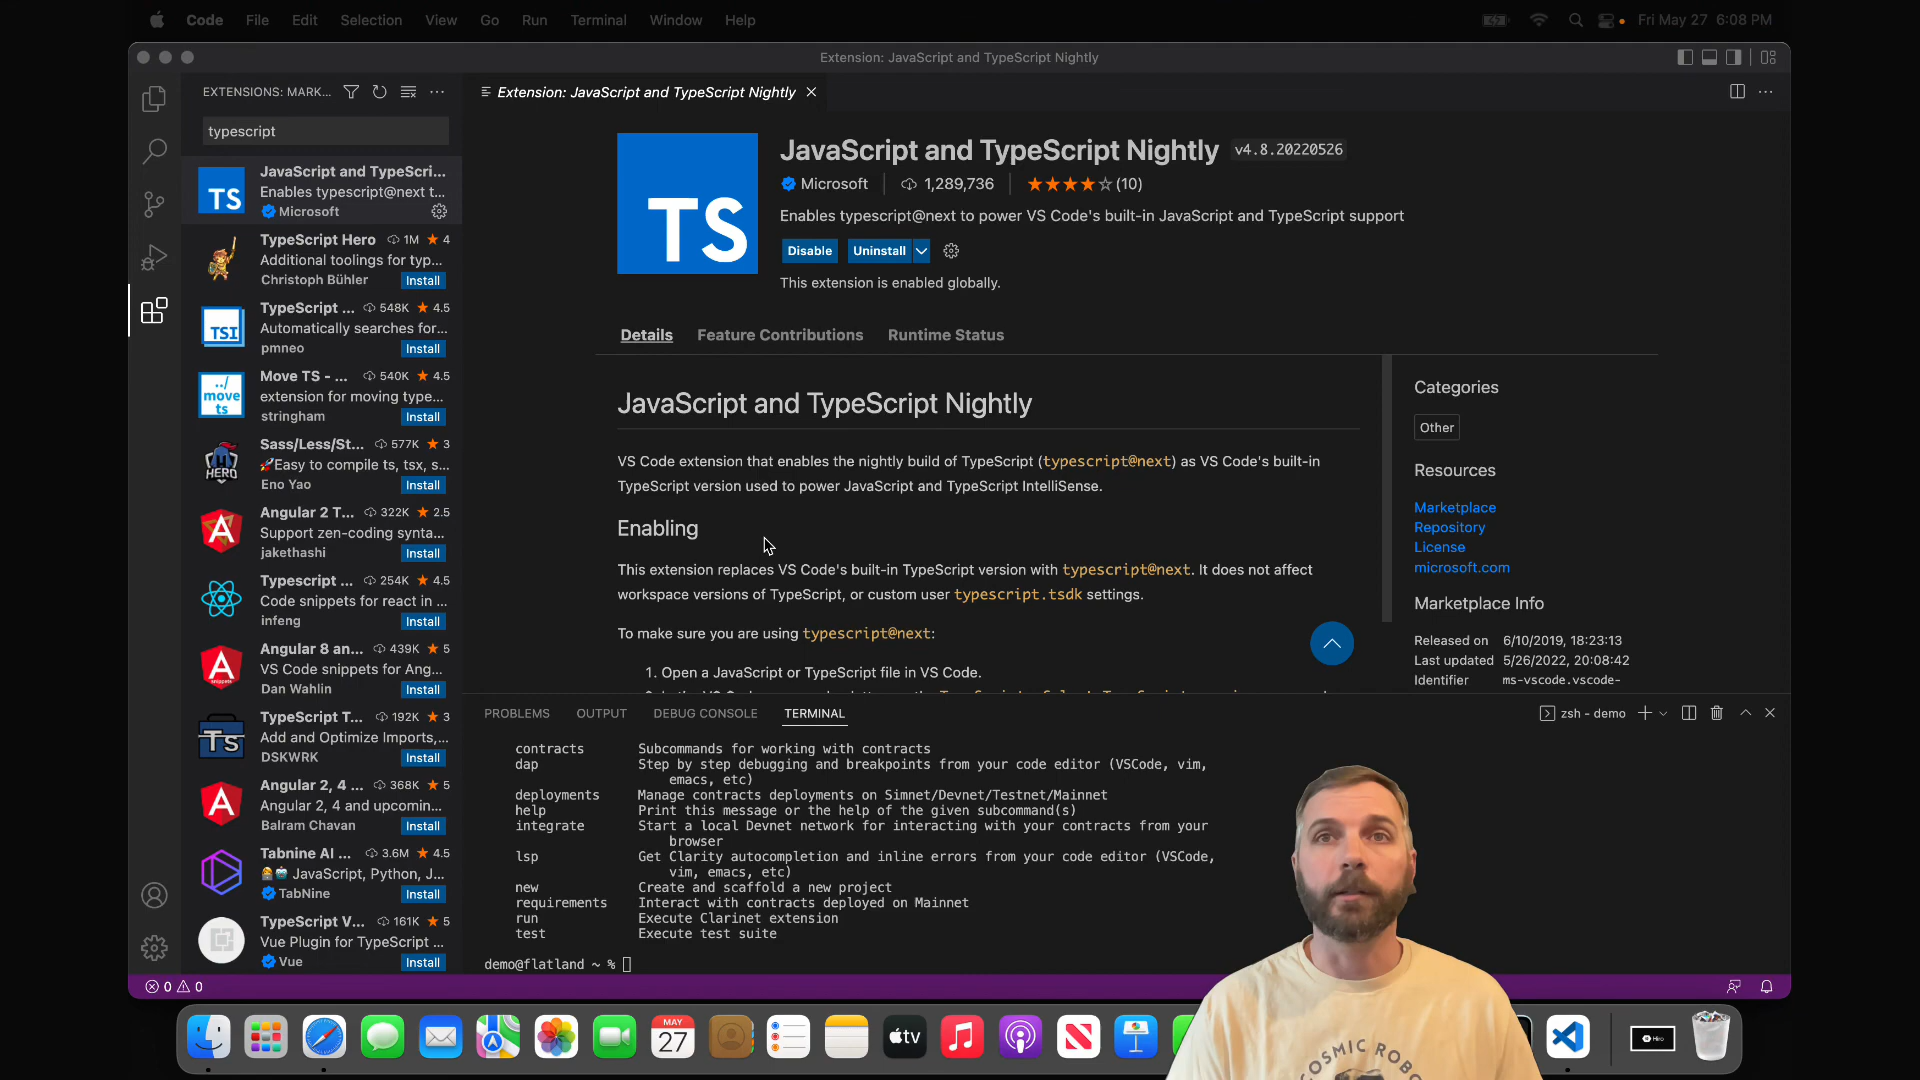 Code File Edit Selection View Go Run Terminal Window Help Fri May 27 6:08 PM
Extension: JavaScript and TypeScript Nightly
EXTENSIONS: MARK...
Extension: JavaScript and TypeScript Nightly
typescript
JavaScript and TypeScri...
Enables typescript@next t...
Microsoft
TypeScript Hero 1M 4
Additional toolings for typ...
Christoph Bühler Install
TypeScript ... 548K 4.5
Automatically searches for...
pmneo Install
Move TS - ... 540K 4.5
extension for moving type...
stringham Install
Sass/Less/St... 577K 3
Easy to compile ts, tsx, s...
Eno Yao Install
Angular 2 T... 322K 2.5
Support zen-coding synta...
jakethashi Install
Typescript ... 254K 4.5
Code snippets for react in ...
infeng Install
Angular 8 an... 439K 5
VS Code snippets for Ang...
Dan Wahlin Install
TypeScript T... 192K 3
Add and Optimize Imports,...
DSKWRK Install
Angular 2, 4 ... 368K 5
Angular 2, 4 and upcomin...
Balram Chavan Install
Tabnine AI ... 3.6M 4.5
JavaScript, Python, J...
TabNine Install
TypeScript V... 161K 5
Vue Plugin for TypeScript ...
Vue Install
TS
TSI
../
move
ts
HERO
A
A
snippets
Ts
A
TS
JavaScript and TypeScript Nightly v4.8.20220526
Microsoft 1,289,736 (10)
Enables typescript@next to power VS Code's built-in JavaScript and TypeScript support
Disable Uninstall
This extension is enabled globally.
Details Feature Contributions Runtime Status
JavaScript and TypeScript Nightly
VS Code extension that enables the nightly build of TypeScript (typescript@next) as VS Code's built-in
TypeScript version used to power JavaScript and TypeScript IntelliSense.
Enabling
This extension replaces VS Code's built-in TypeScript version with typescript@next. It does not affect
workspace versions of TypeScript, or custom user typescript.tsdk settings.
To make sure you are using typescript@next:
1. Open a JavaScript or TypeScript file in VS Code.
Categories
Other
Resources
Marketplace
Repository
License
microsoft.com
Marketplace Info
Released on 6/10/2019, 18:23:13
Last updated 5/26/2022, 20:08:42
Identifier ms-vscode.vscode-
PROBLEMS OUTPUT DEBUG CONSOLE TERMINAL zsh - demo
contracts Subcommands for working with contracts
dap Step by step debugging and breakpoints from your code editor (VSCode, vim,
emacs, etc)
deployments Manage contracts deployments on Simnet/Devnet/Testnet/Mainnet
help Print this message or the help of the given subcommand(s)
integrate Start a local Devnet network for interacting with your contracts from your
browser
lsp Get Clarity autocompletion and inline errors from your code editor (VSCode,
vim, emacs, etc)
new Create and scaffold a new project
requirements Interact with contracts deployed on Mainnet
run Execute Clarinet extension
test Execute test suite
demo@flatland ~ %
0 0
MAY
27
tv
Hiro
COSMIC ROBO